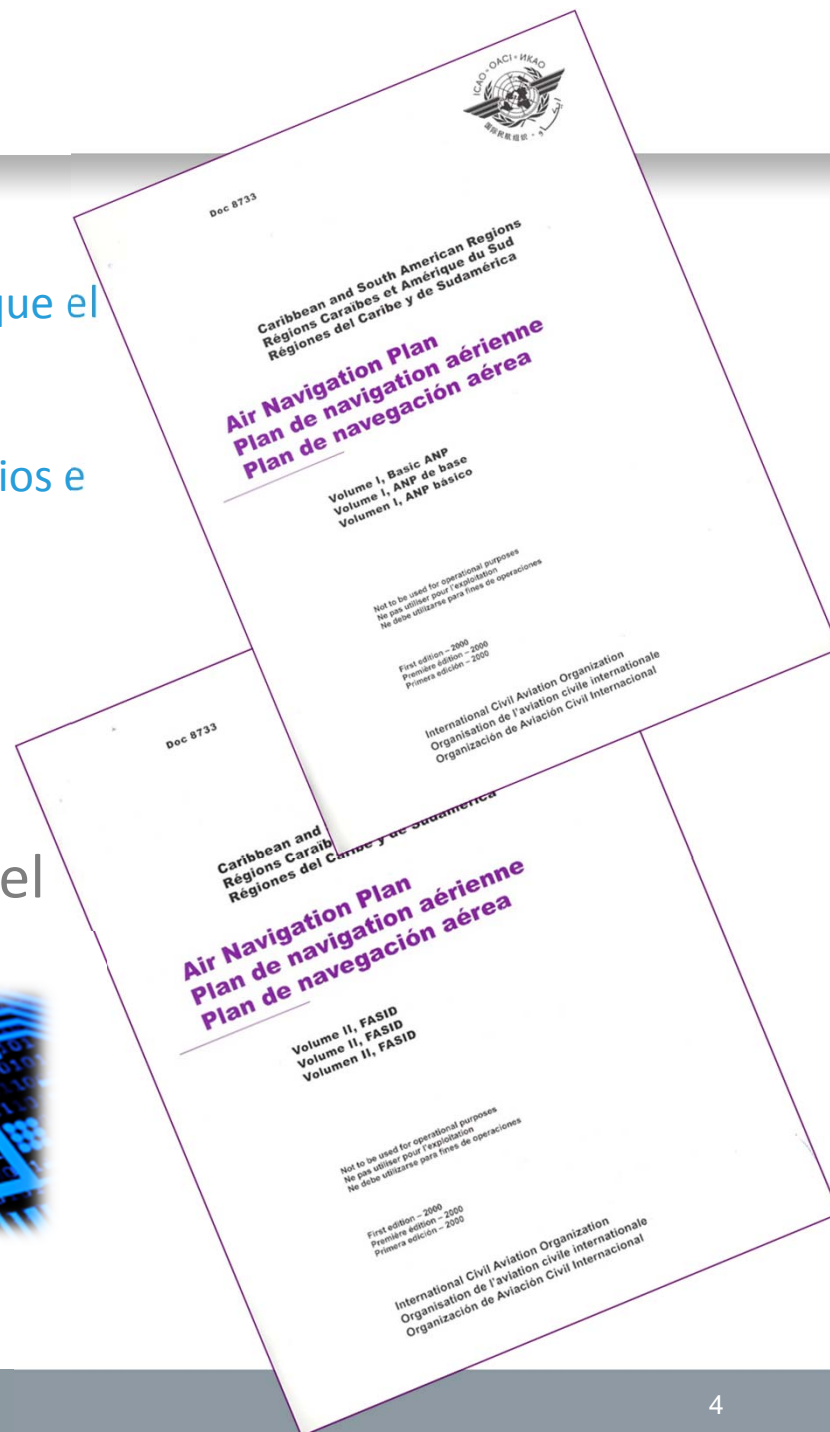 ICAO · OACI · ИКАО
Doc 8733
Caribbean and South American Regions
Régions Caraïbes et Amérique du Sud
Régiones del Caribe y de Sudamérica
Air Navigation Plan
Plan de navigation aérienne
Plan de navegación aérea
Volume I, Basic ANP
Volume I, ANP de base
Volumen I, ANP básico
Not to be used for operational purposes
Ne pas utiliser pour l'exploitation
Ne debe utilizarse para fines de operaciones
First edition – 2000
Première édition – 2000
Primera edición – 2000
International Civil Aviation Organization
Organisation de l'aviation civile internationale
Organización de Aviación Civil Internacional
que el
ios e
el
Doc 8733
Caribbean and
Régions Caraïb
Régiones del Caribe y de Sudamérica
Air Navigation Plan
Plan de navigation aérienne
Plan de navegación aérea
Volume II, FASID
Volume II, FASID
Volumen II, FASID
Not to be used for operational purposes
Ne pas utiliser pour l'exploitation
Ne debe utilizarse para fines de operaciones
First edition – 2000
Première édition – 2000
Primera edición – 2000
International Civil Aviation Organization
Organisation de l'aviation civile internationale
Organización de Aviación Civil Internacional
4